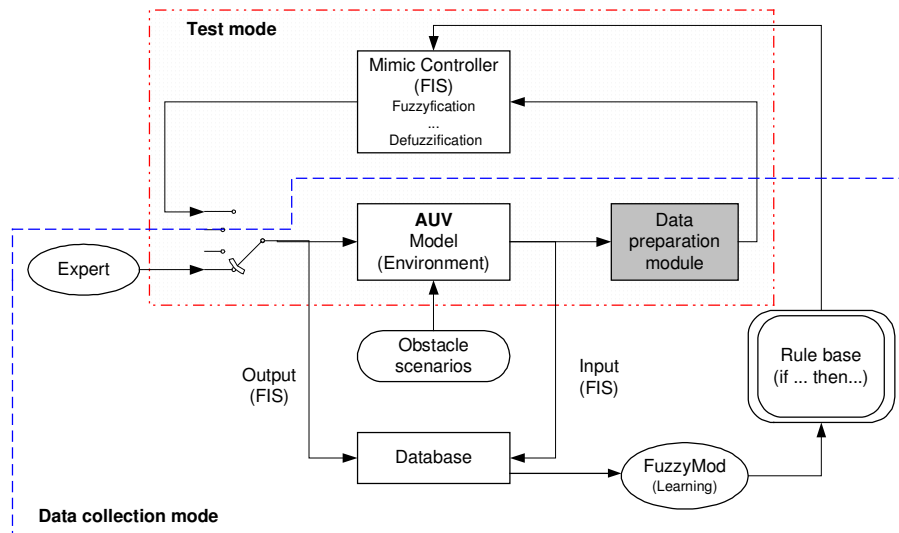 Test mode
Mimic Controller
(FIS)
Fuzzyfication
...
Defuzzification
AUV
Model
(Environment)
Data
preparation
module
Expert
Obstacle
scenarios
Output
(FIS)
Input
(FIS)
Rule base
(if ... then...)
Database
FuzzyMod
(Learning)
Data collection mode